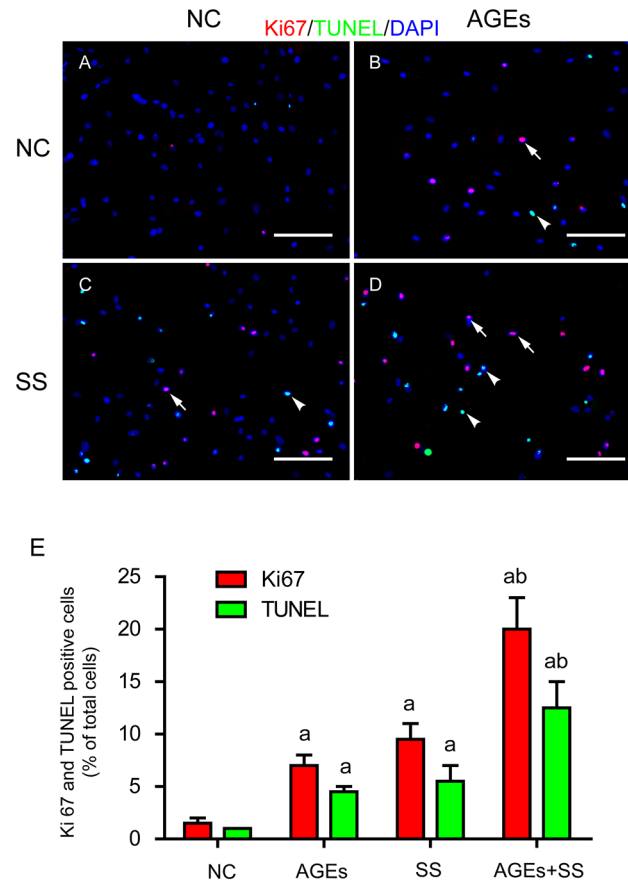 NC
AGEs
Ki67/TUNEL/DAPI
A
B
NC
C
D
SS
E
Ki 67 and TUNEL positive cells
(% of total cells)
25
20
15
10
5
0
Ki67
TUNEL
a
a
a
a
ab
ab
NC
AGEs
SS
AGEs+SS